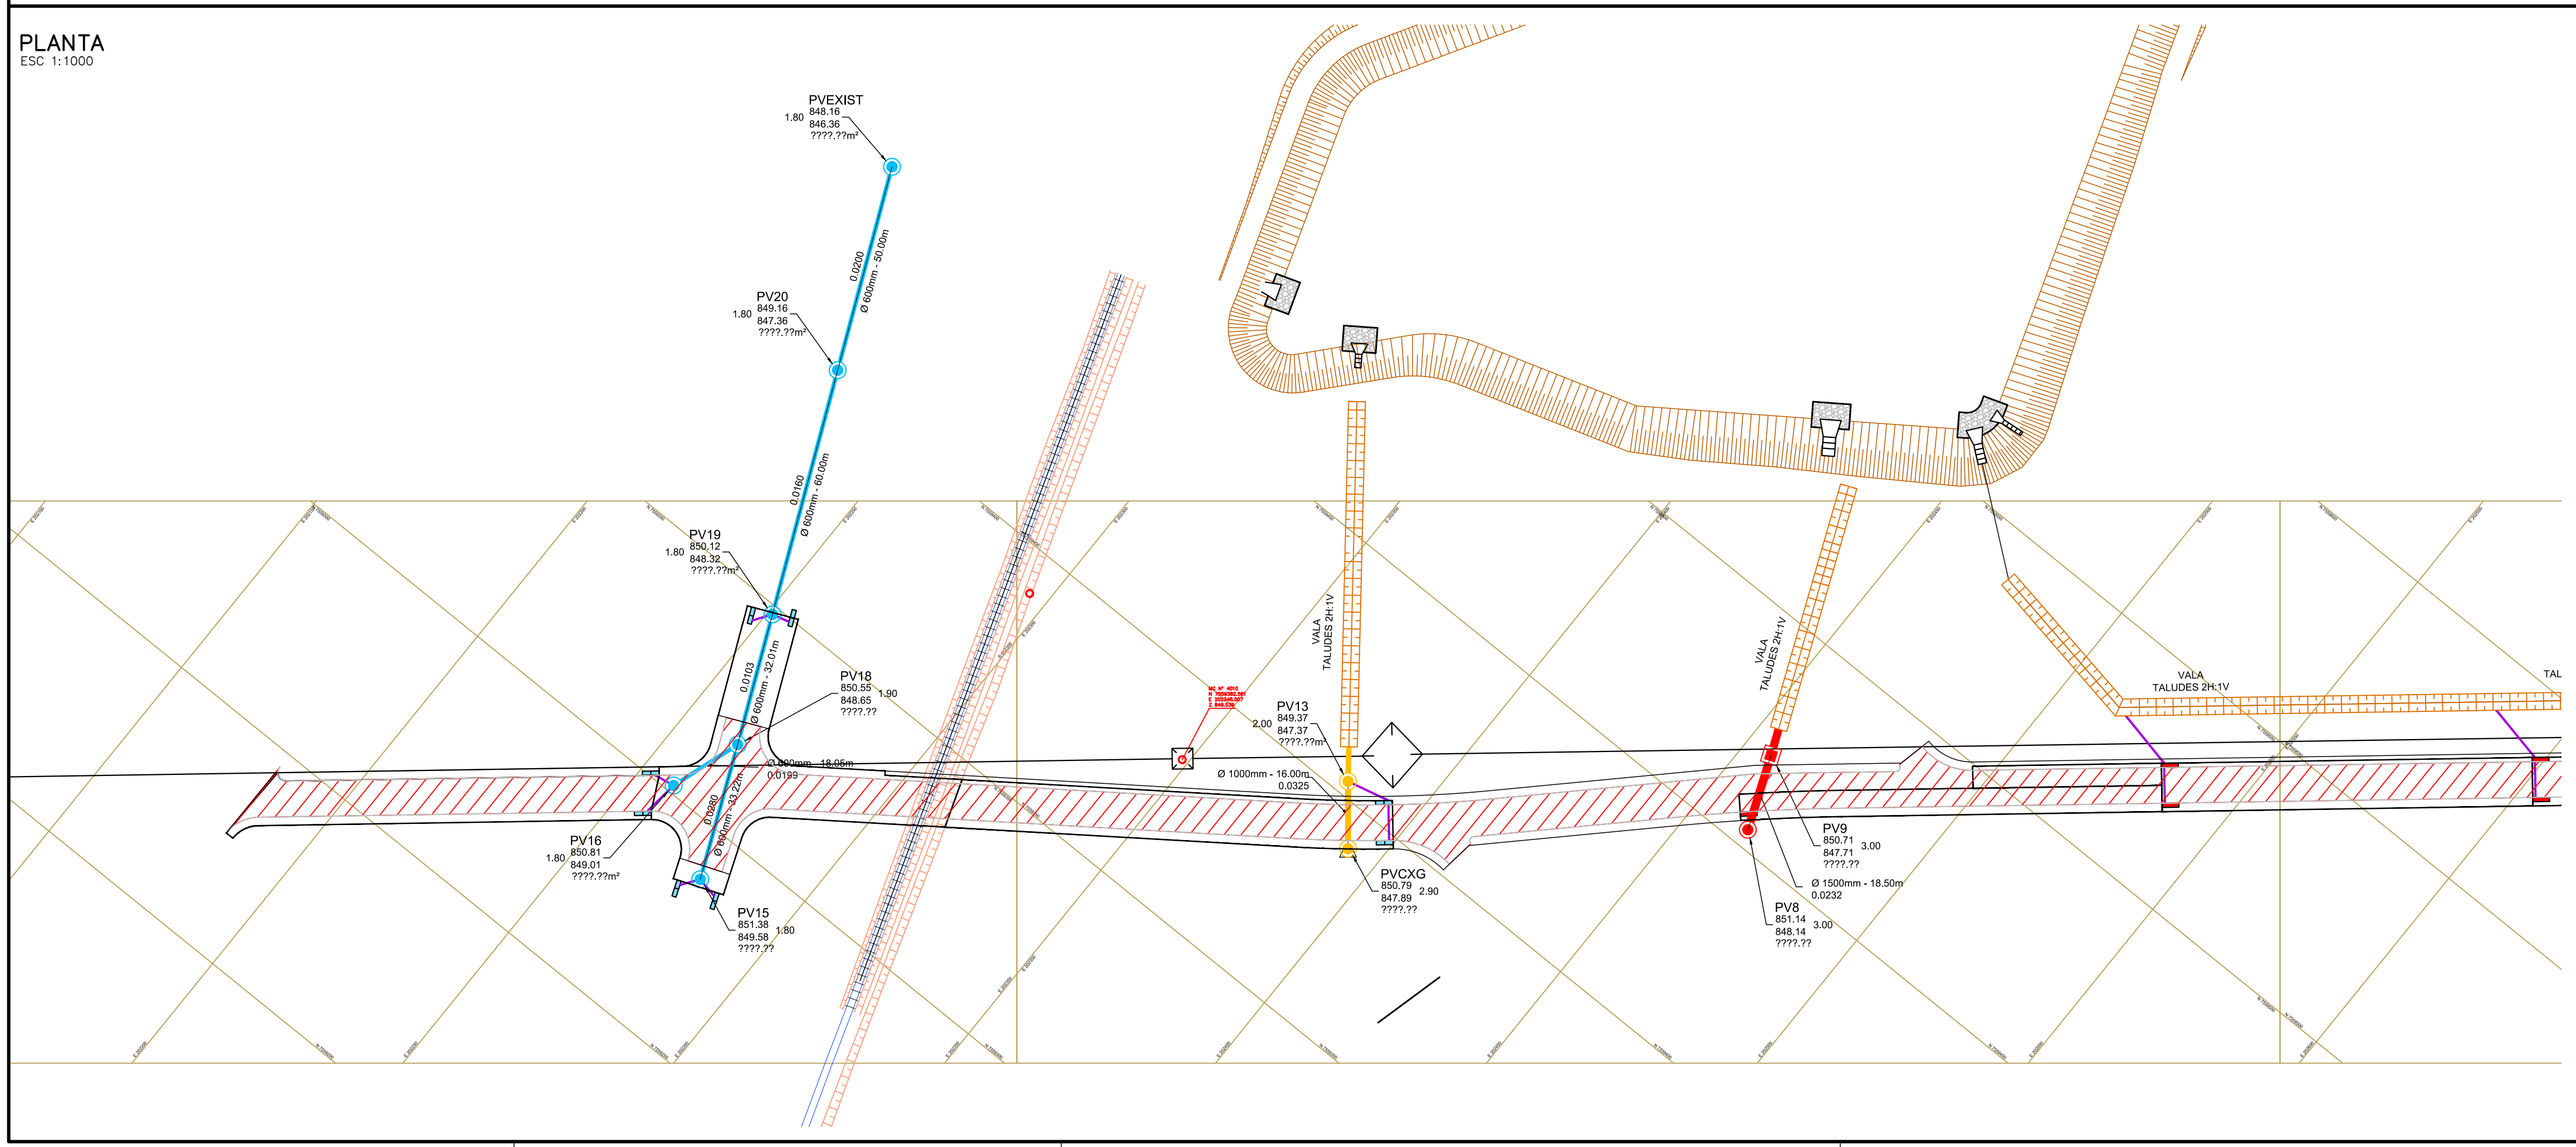 PLANTA
ESC 1:1000
PVEXIST
848.16
1.80
846.36
????.??m²
0.0200
Ø 600mm - 50.00m
PV20
849.16
1.80
847.36
????.??m²
0.0160
Ø 600mm - 60.00m
PV19
850.12
1.80
848.32
????.??m²
0.0103
Ø 600mm - 32.01m
PV18
850.55
1.90
848.65
????.??
Ø 600mm - 18.05m
0.0199
0.0280
Ø 600mm - 33.22m
PV16
850.81
1.80
849.01
????.??m²
PV15
851.38
1.80
849.58
????.??
VALA
TALUDES 2H:1V
PV13
849.37
2.00
847.37
????.??m²
Ø 1000mm - 16.00m
0.0325
PVCXG
850.79
2.90
847.89
????.??
VALA
TALUDES 2H:1V
PV9
850.71
3.00
847.71
????.??
Ø 1500mm - 18.50m
0.0232
PV8
851.14
3.00
848.14
????.??
VALA
TALUDES 2H:1V
TAL